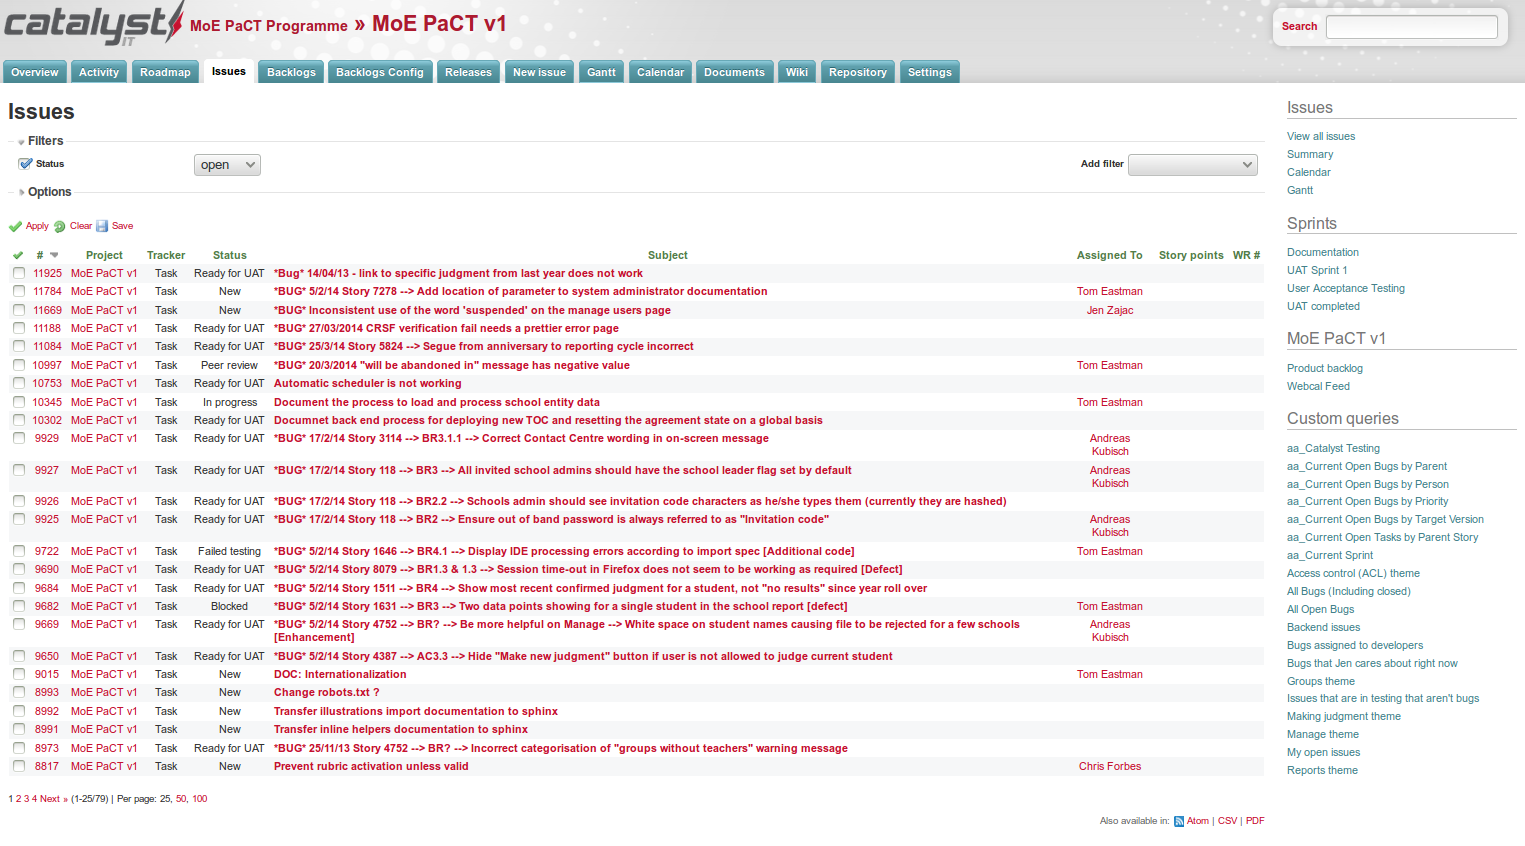 catalyst IT
MoE PaCT Programme » MoE PaCT v1
Search
Overview Activity Roadmap Issues Backlogs Backlogs Config Releases New issue Gantt Calendar Documents Wiki Repository Settings
Issues
Filters
Status open Add filter
Options
Apply Clear Save
# Project Tracker Status Subject Assigned To Story points WR #
11925 MoE PaCT v1 Task Ready for UAT *Bug* 14/04/13 - link to specific judgment from last year does not work
11784 MoE PaCT v1 Task New *BUG* 5/2/14 Story 7278 --> Add location of parameter to system administrator documentation Tom Eastman
11669 MoE PaCT v1 Task New *BUG* Inconsistent use of the word 'suspended' on the manage users page Jen Zajac
11188 MoE PaCT v1 Task Ready for UAT *BUG* 27/03/2014 CRSF verification fail needs a prettier error page
11084 MoE PaCT v1 Task Ready for UAT *BUG* 25/3/14 Story 5824 --> Segue from anniversary to reporting cycle incorrect
10997 MoE PaCT v1 Task Peer review *BUG* 20/3/2014 "will be abandoned in" message has negative value Tom Eastman
10753 MoE PaCT v1 Task Ready for UAT Automatic scheduler is not working
10345 MoE PaCT v1 Task In progress Document the process to load and process school entity data Tom Eastman
10302 MoE PaCT v1 Task Ready for UAT Documnet back end process for deploying new TOC and resetting the agreement state on a global basis
9929 MoE PaCT v1 Task Ready for UAT *BUG* 17/2/14 Story 3114 --> BR3.1.1 --> Correct Contact Centre wording in on-screen message Andreas
Kubisch
9927 MoE PaCT v1 Task Ready for UAT *BUG* 17/2/14 Story 118 --> BR3 --> All invited school admins should have the school leader flag set by default Andreas
Kubisch
9926 MoE PaCT v1 Task Ready for UAT *BUG* 17/2/14 Story 118 --> BR2.2 --> Schools admin should see invitation code characters as he/she types them (currently they are hashed)
9925 MoE PaCT v1 Task Ready for UAT *BUG* 17/2/14 Story 118 --> BR2 --> Ensure out of band password is always referred to as "Invitation code" Andreas
Kubisch
9722 MoE PaCT v1 Task Failed testing *BUG* 5/2/14 Story 1646 --> BR4.1 --> Display IDE processing errors according to import spec [Additional code] Tom Eastman
9690 MoE PaCT v1 Task Ready for UAT *BUG* 5/2/14 Story 8079 --> BR1.3 & 1.3 --> Session time-out in Firefox does not seem to be working as required [Defect]
9684 MoE PaCT v1 Task Ready for UAT *BUG* 5/2/14 Story 1511 --> BR4 --> Show most recent confirmed judgment for a student, not "no results" since year roll over
9682 MoE PaCT v1 Task Blocked *BUG* 5/2/14 Story 1631 --> BR3 --> Two data points showing for a single student in the school report [defect] Tom Eastman
9669 MoE PaCT v1 Task Ready for UAT *BUG* 5/2/14 Story 4752 --> BR? --> Be more helpful on Manage --> White space on student names causing file to be rejected for a few schools Andreas
[Enhancement] Kubisch
9650 MoE PaCT v1 Task Ready for UAT *BUG* 5/2/14 Story 4387 --> AC3.3 --> Hide "Make new judgment" button if user is not allowed to judge current student
9015 MoE PaCT v1 Task New DOC: Internationalization Tom Eastman
8993 MoE PaCT v1 Task New Change robots.txt ?
8992 MoE PaCT v1 Task New Transfer illustrations import documentation to sphinx
8991 MoE PaCT v1 Task New Transfer inline helpers documentation to sphinx
8973 MoE PaCT v1 Task Ready for UAT *BUG* 25/11/13 Story 4752 --> BR? --> Incorrect categorisation of "groups without teachers" warning message
8817 MoE PaCT v1 Task New Prevent rubric activation unless valid Chris Forbes
1 2 3 4 Next » (1-25/79) | Per page: 25, 50, 100
Also available in: Atom | CSV | PDF
Issues
View all issues
Summary
Calendar
Gantt
Sprints
Documentation
UAT Sprint 1
User Acceptance Testing
UAT completed
MoE PaCT v1
Product backlog
Webcal Feed
Custom queries
aa_Catalyst Testing
aa_Current Open Bugs by Parent
aa_Current Open Bugs by Person
aa_Current Open Bugs by Priority
aa_Current Open Bugs by Target Version
aa_Current Open Tasks by Parent Story
aa_Current Sprint
Access control (ACL) theme
All Bugs (Including closed)
All Open Bugs
Backend issues
Bugs assigned to developers
Bugs that Jen cares about right now
Groups theme
Issues that are in testing that aren't bugs
Making judgment theme
Manage theme
My open issues
Reports theme